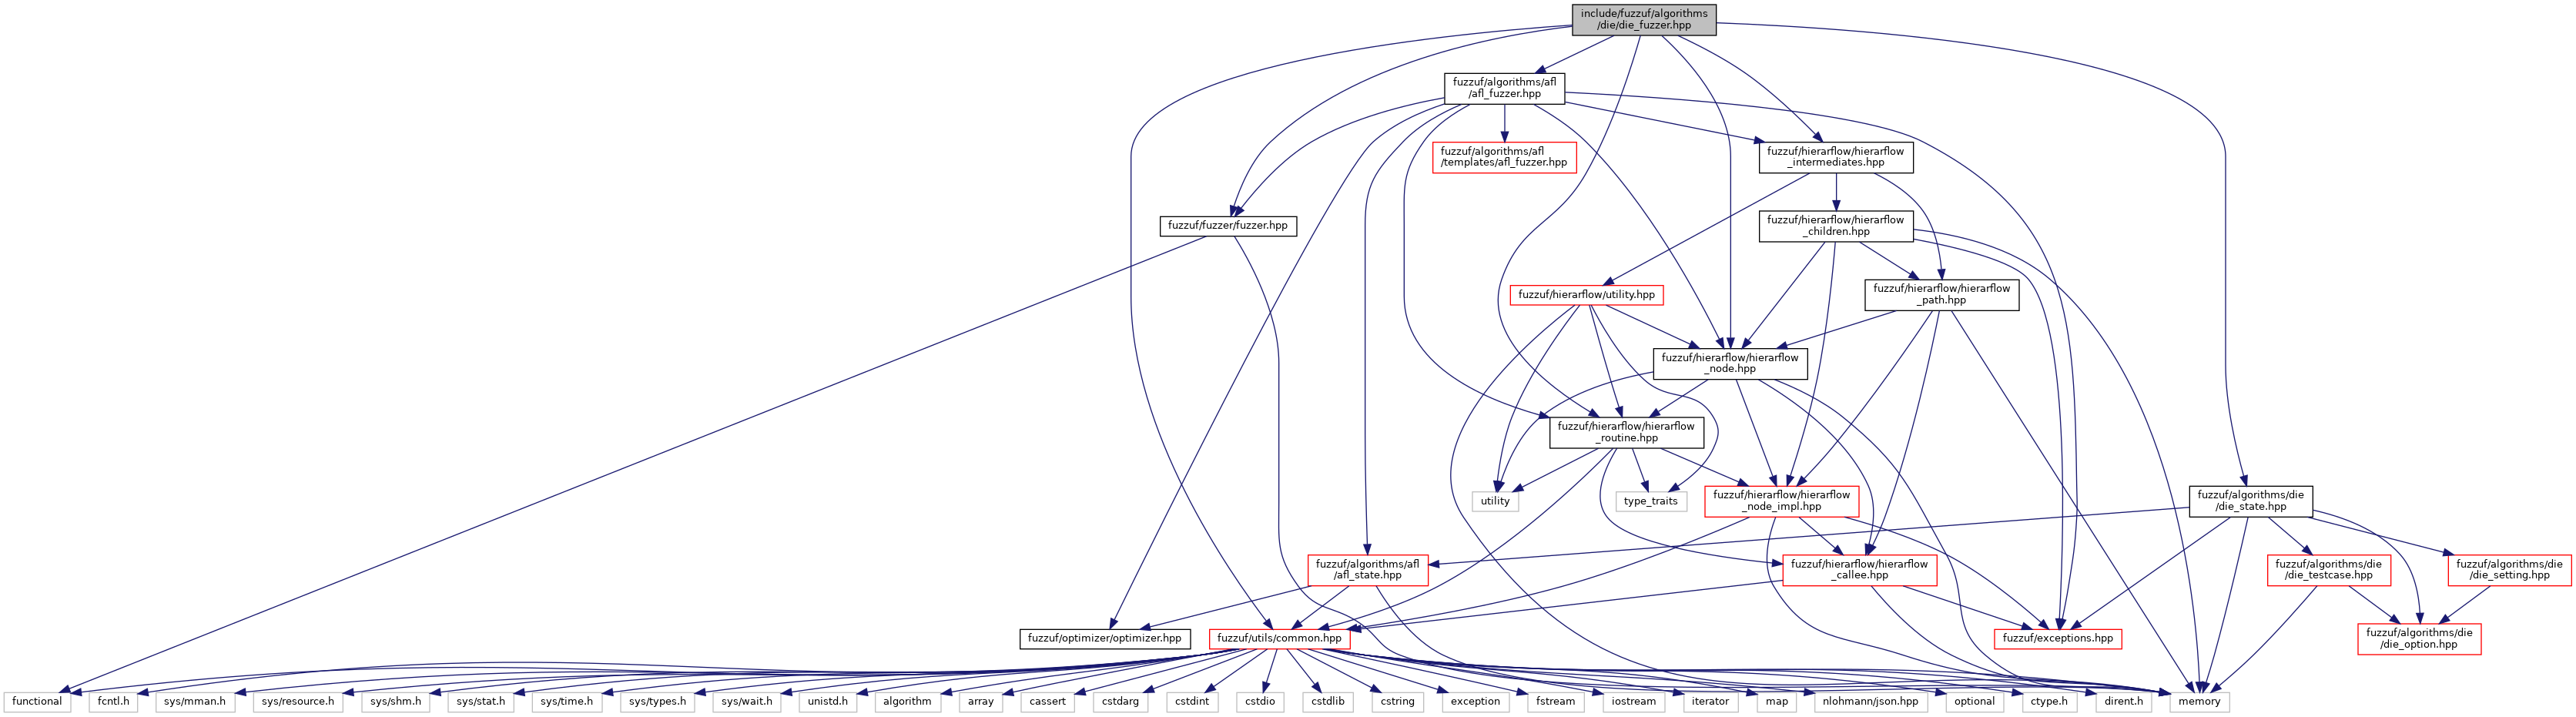 include/fuzzuf/algorithms
/die/die_fuzzer.hpp
fuzzuf/algorithms/afl
/afl_fuzzer.hpp
fuzzuf/algorithms/afl
/templates/afl_fuzzer.hpp
fuzzuf/hierarflow/hierarflow
_intermediates.hpp
fuzzuf/fuzzer/fuzzer.hpp
fuzzuf/hierarflow/hierarflow
_children.hpp
fuzzuf/hierarflow/utility.hpp
fuzzuf/hierarflow/hierarflow
_path.hpp
fuzzuf/hierarflow/hierarflow
_node.hpp
fuzzuf/hierarflow/hierarflow
_routine.hpp
utility
type_traits
fuzzuf/hierarflow/hierarflow
_node_impl.hpp
fuzzuf/algorithms/die
/die_state.hpp
fuzzuf/algorithms/afl
/afl_state.hpp
fuzzuf/hierarflow/hierarflow
_callee.hpp
fuzzuf/algorithms/die
/die_testcase.hpp
fuzzuf/algorithms/die
/die_setting.hpp
fuzzuf/optimizer/optimizer.hpp
fuzzuf/utils/common.hpp
fuzzuf/exceptions.hpp
fuzzuf/algorithms/die
/die_option.hpp
functional
fcntl.h
sys/mman.h
sys/resource.h
sys/shm.h
sys/stat.h
sys/time.h
sys/types.h
sys/wait.h
unistd.h
algorithm
array
cassert
cstdarg
cstdint
cstdio
cstdlib
cstring
exception
fstream
iostream
iterator
map
nlohmann/json.hpp
optional
ctype.h
dirent.h
memory